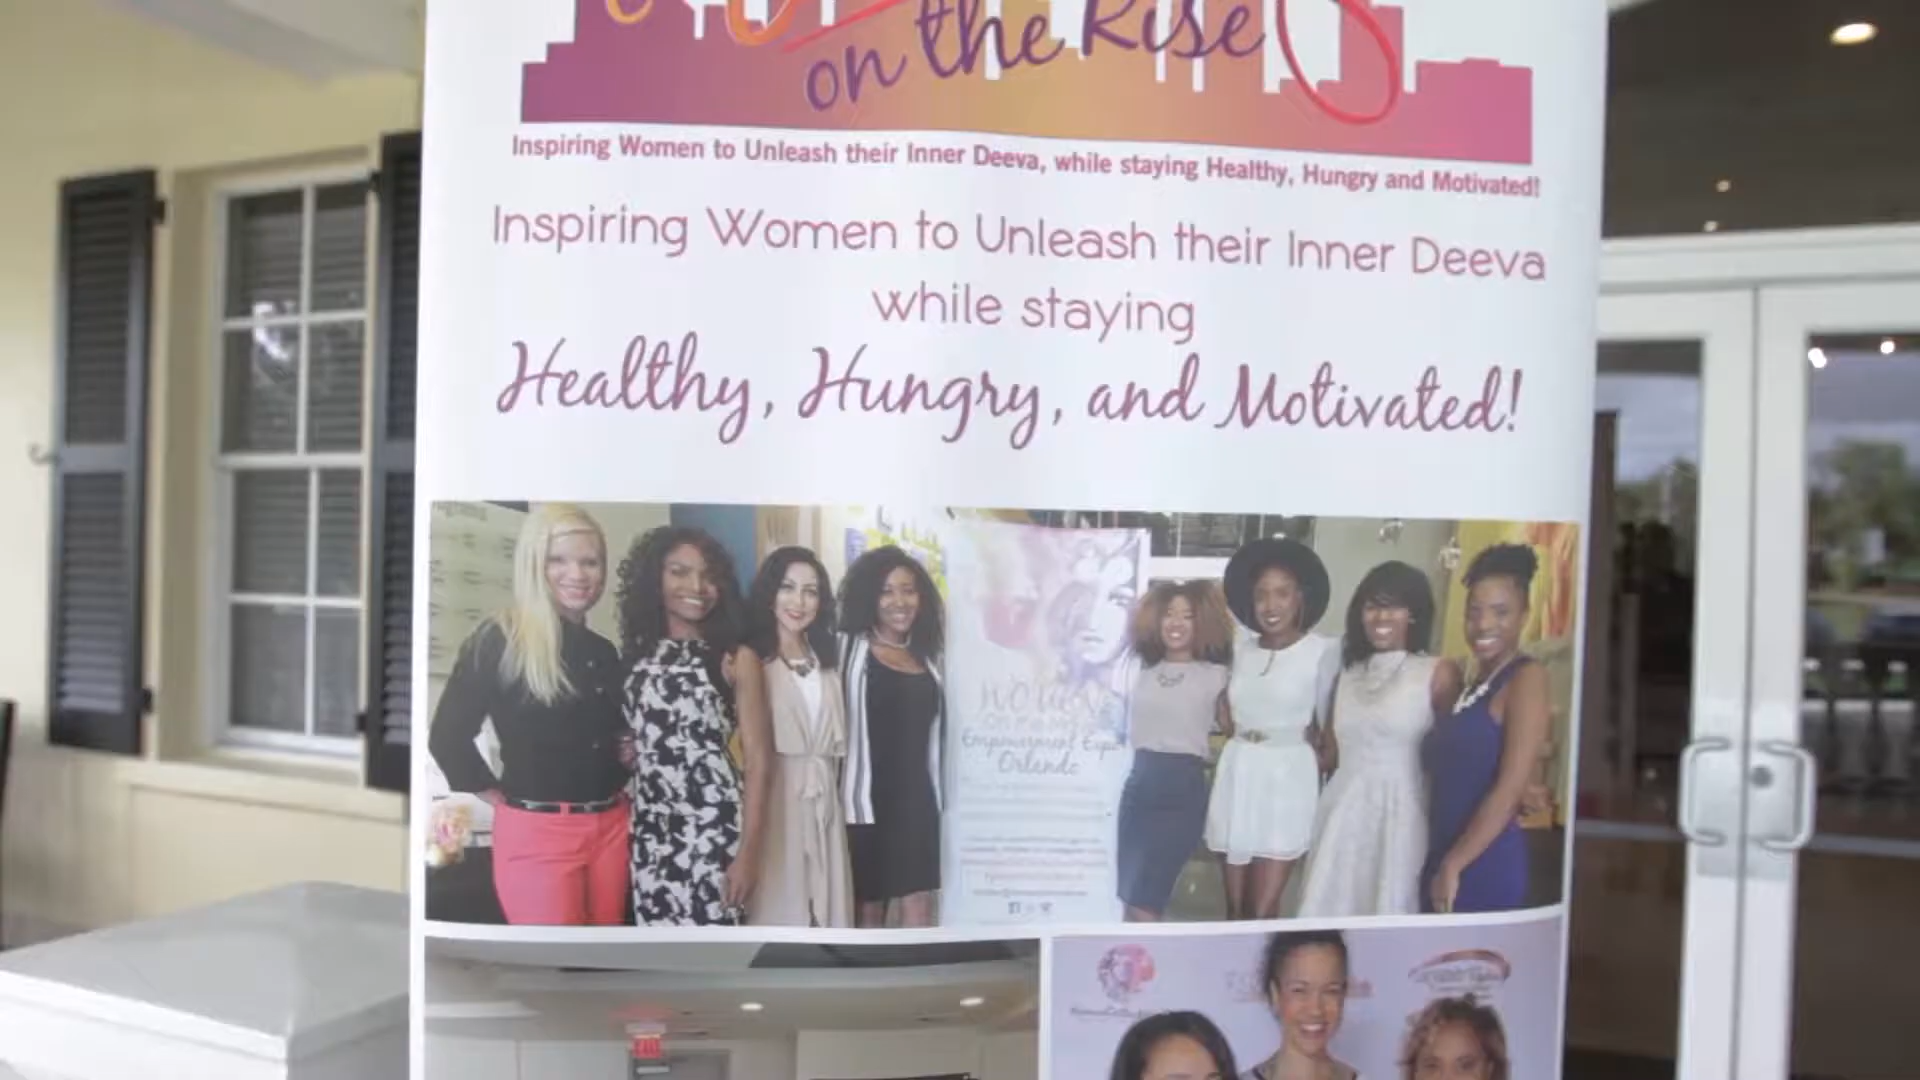 on the Rise
Inspiring Women to Unleash their Inner Deeva, while staying Healthy, Hungry and Motivated!
Inspiring Women to Unleash their Inner Deeva
while staying
Healthy, Hungry, and Motivated!
Empowerment Expo
Orlando
EXIT